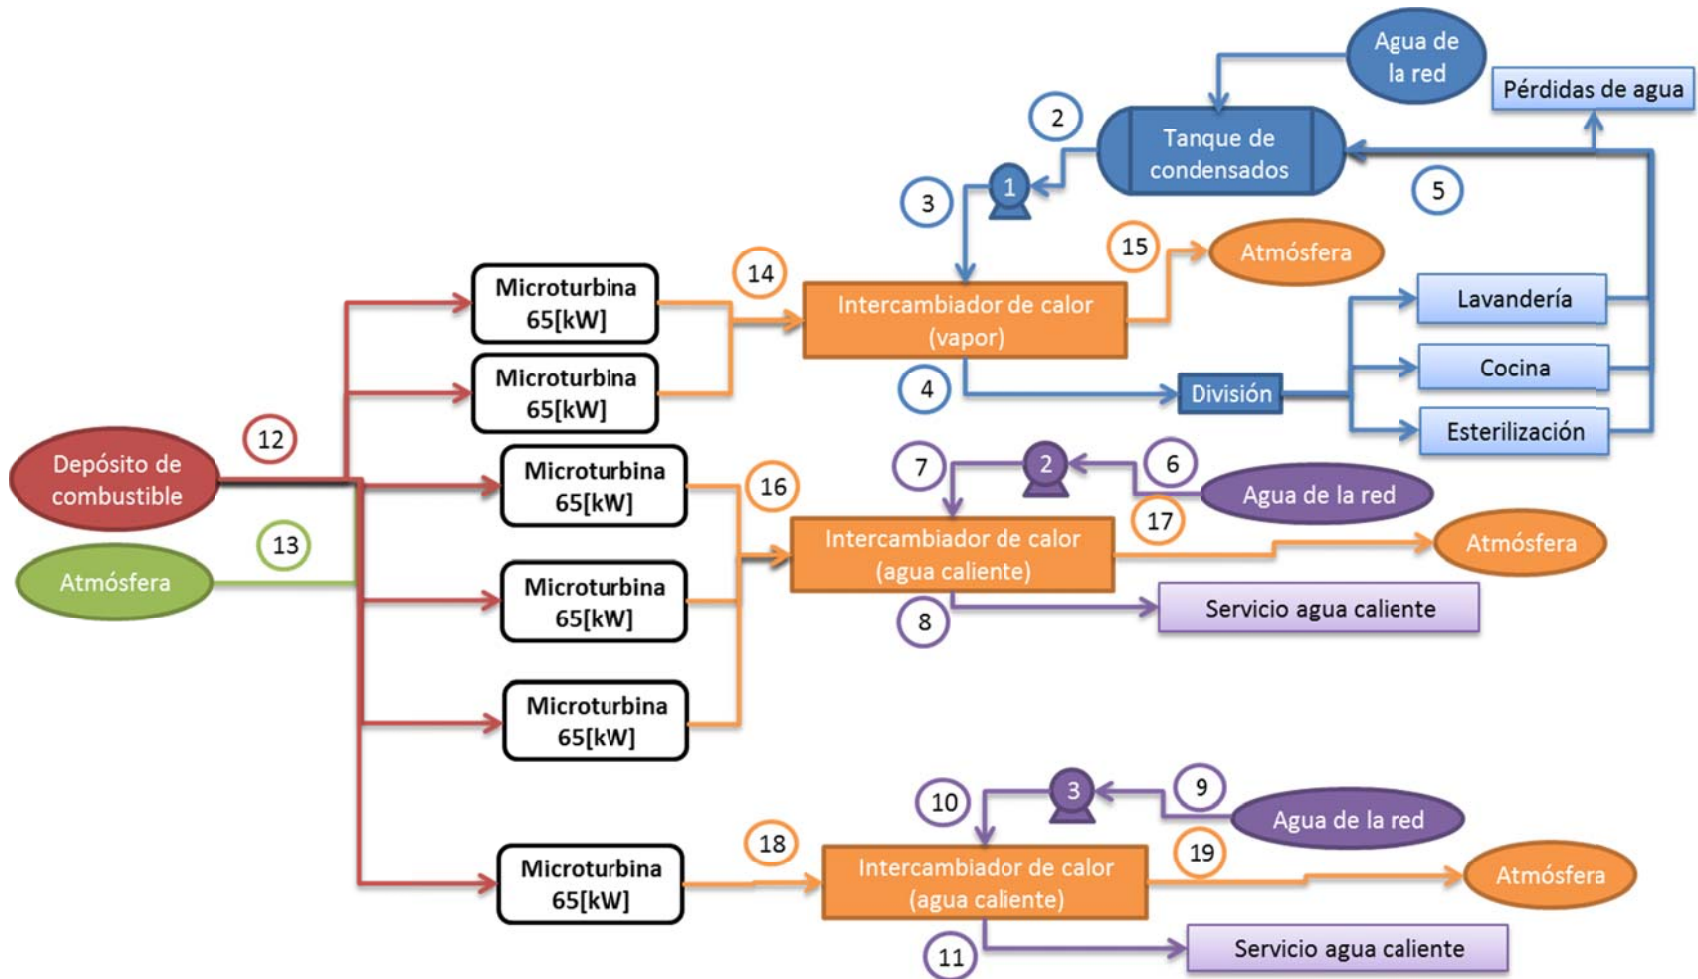 Agua de
la red
Pérdidas de agua
2
Tanque de
condensados
1
3
5
15
Atmósfera
14
Microturbina
65[kW]
Intercambiador de calor
(vapor)
Lavandería
Microturbina
65[kW]
4
División
Cocina
Esterilización
12
Depósito de
combustible
Microturbina
65[kW]
16
7
2
6
Agua de la red
17
13
Atmósfera
Intercambiador de calor
(agua caliente)
Atmósfera
Microturbina
65[kW]
8
Servicio agua caliente
Microturbina
65[kW]
10
3
9
Agua de la red
Microturbina
65[kW]
18
Intercambiador de calor
(agua caliente)
19
Atmósfera
11
Servicio agua caliente